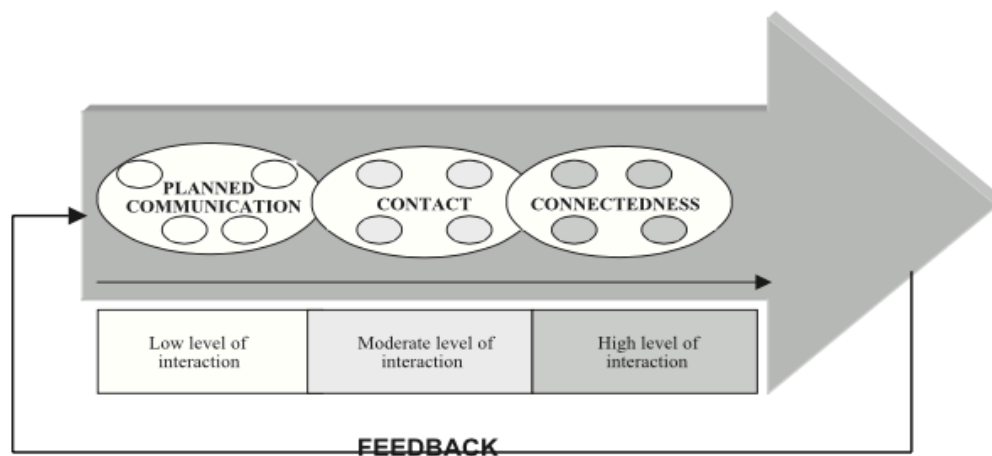 PLANNED
COMMUNICATION
CONTACT
CONNECTEDNESS
Low level of
interaction
Moderate level of
interaction
High level of
interaction
FEEDBACK